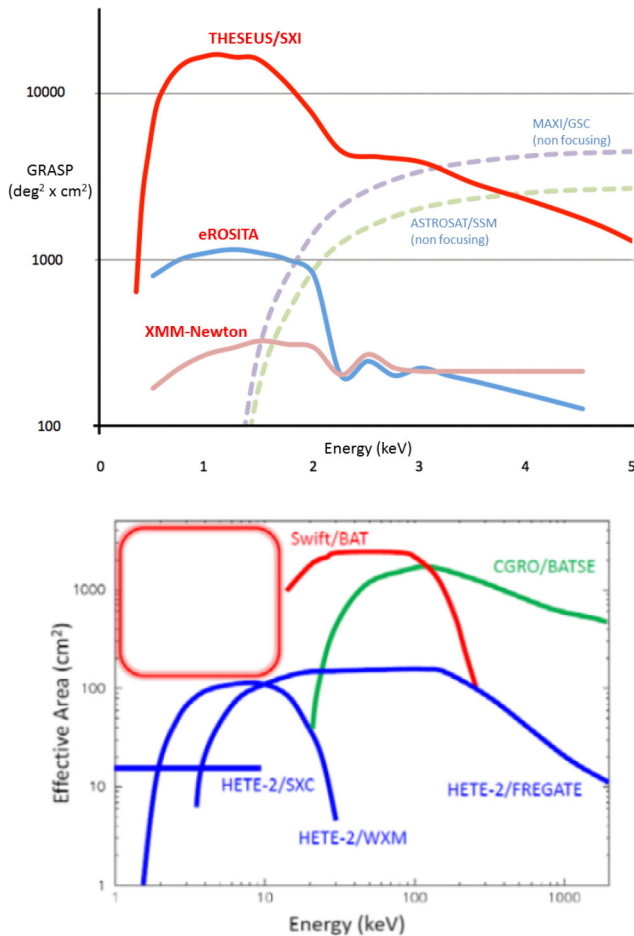 THESEUS/SXI
10000
MAXI/GSC
(non focusing)
GRASP
(deg² x cm²)
ASTROSAT/SSM
(non focusing)
eROSITA
1000
XMM-Newton
100
Energy (keV)
0 1 2 3 4 5
Swift/BAT
CGRO/BATSE
1000
Effective Area (cm²)
100
HETE-2/SXC
HETE-2/FREGATE
10
HETE-2/WXM
1
1 10 100 1000
Energy (keV)